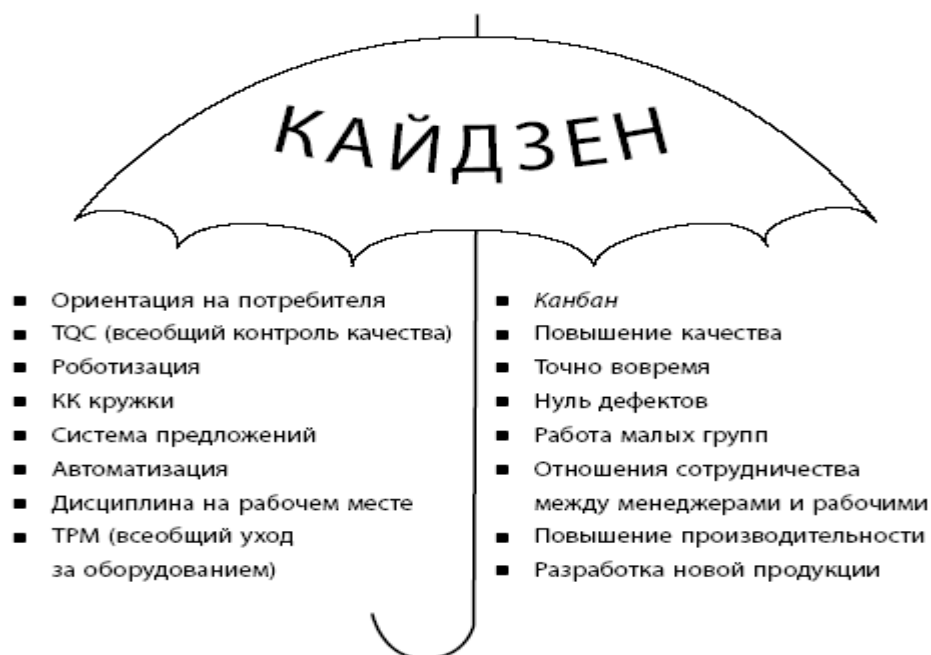 КАЙДЗЕН
■ Ориентация на потребителя
■ TQC (всеобщий контроль качества)
■ Роботизация
■ КК кружки
■ Система предложений
■ Автоматизация
■ Дисциплина на рабочем месте
■ TPM (всеобщий уход
за оборудованием)
■ Канбан
■ Повышение качества
■ Точно вовремя
■ Нуль дефектов
■ Работа малых групп
■ Отношения сотрудничества
между менеджерами и рабочими
■ Повышение производительности
■ Разработка новой продукции